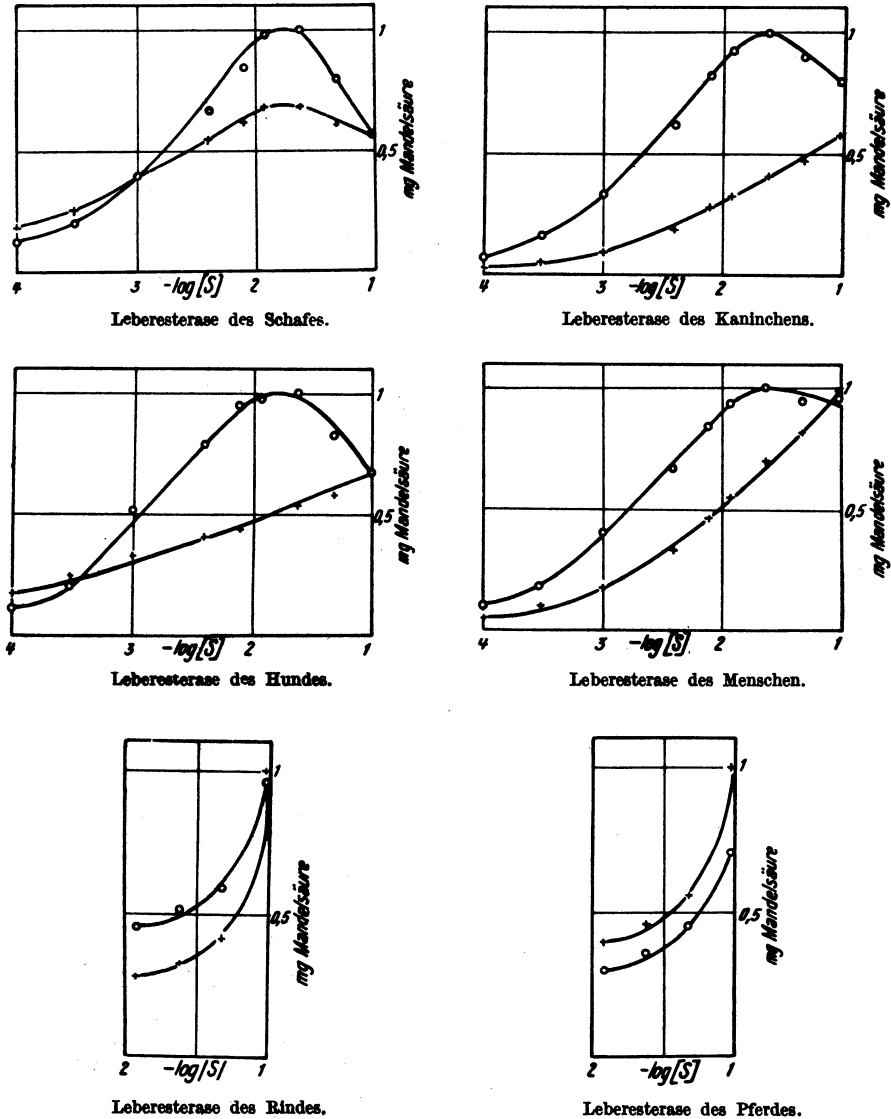 1
0,5
mg Mandelsäure
4 3 -log[S] 2 1
Leberesterase des Schafes.
1
0,5
mg Mandelsäure
4 3 -log[S] 2 1
Leberesterase des Kaninchens.
1
0,5
mg Mandelsäure
4 3 -log[S] 2 1
Leberesterase des Hundes.
1
0,5
mg Mandelsäure
4 3 -log[S] 2 1
Leberesterase des Menschen.
1
0,5
mg Mandelsäure
2 -log|S| 1
Leberesterase des Rindes.
1
0,5
mg Mandelsäure
2 -log[S] 1
Leberesterase des Pferdes.